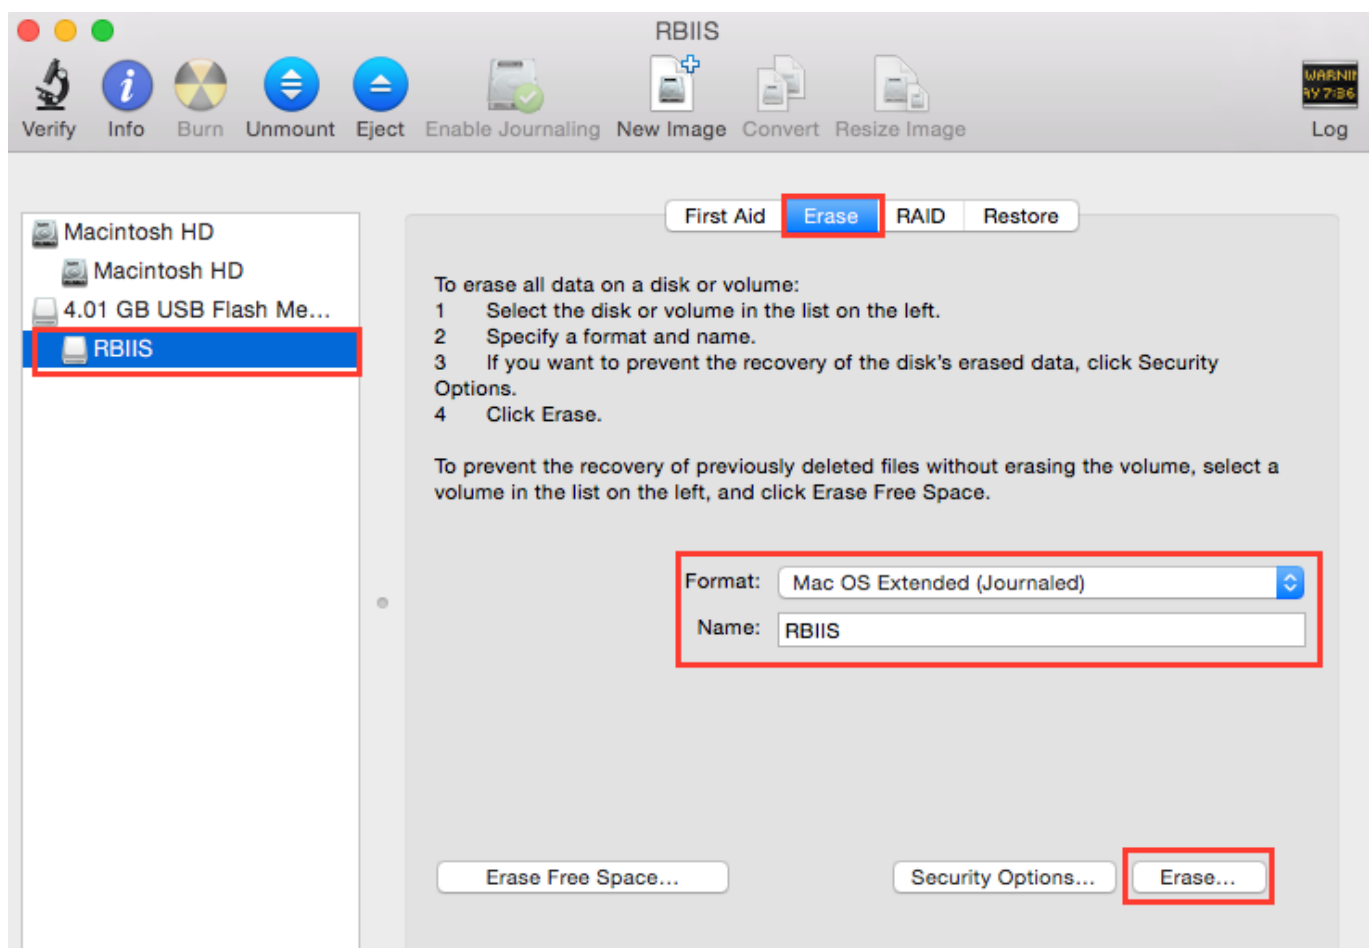 RBIIS
Verify Info Burn Unmount Eject Enable Journaling New Image Convert Resize Image Log
WARNIN
AY 7:36
First Aid Erase RAID Restore
Macintosh HD
Macintosh HD
4.01 GB USB Flash Me...
RBIIS
To erase all data on a disk or volume:
1 Select the disk or volume in the list on the left.
2 Specify a format and name.
3 If you want to prevent the recovery of the disk's erased data, click Security
Options.
4 Click Erase.
To prevent the recovery of previously deleted files without erasing the volume, select a
volume in the list on the left, and click Erase Free Space.
Format: Mac OS Extended (Journaled)
Name: RBIIS
Erase Free Space... Security Options... Erase...